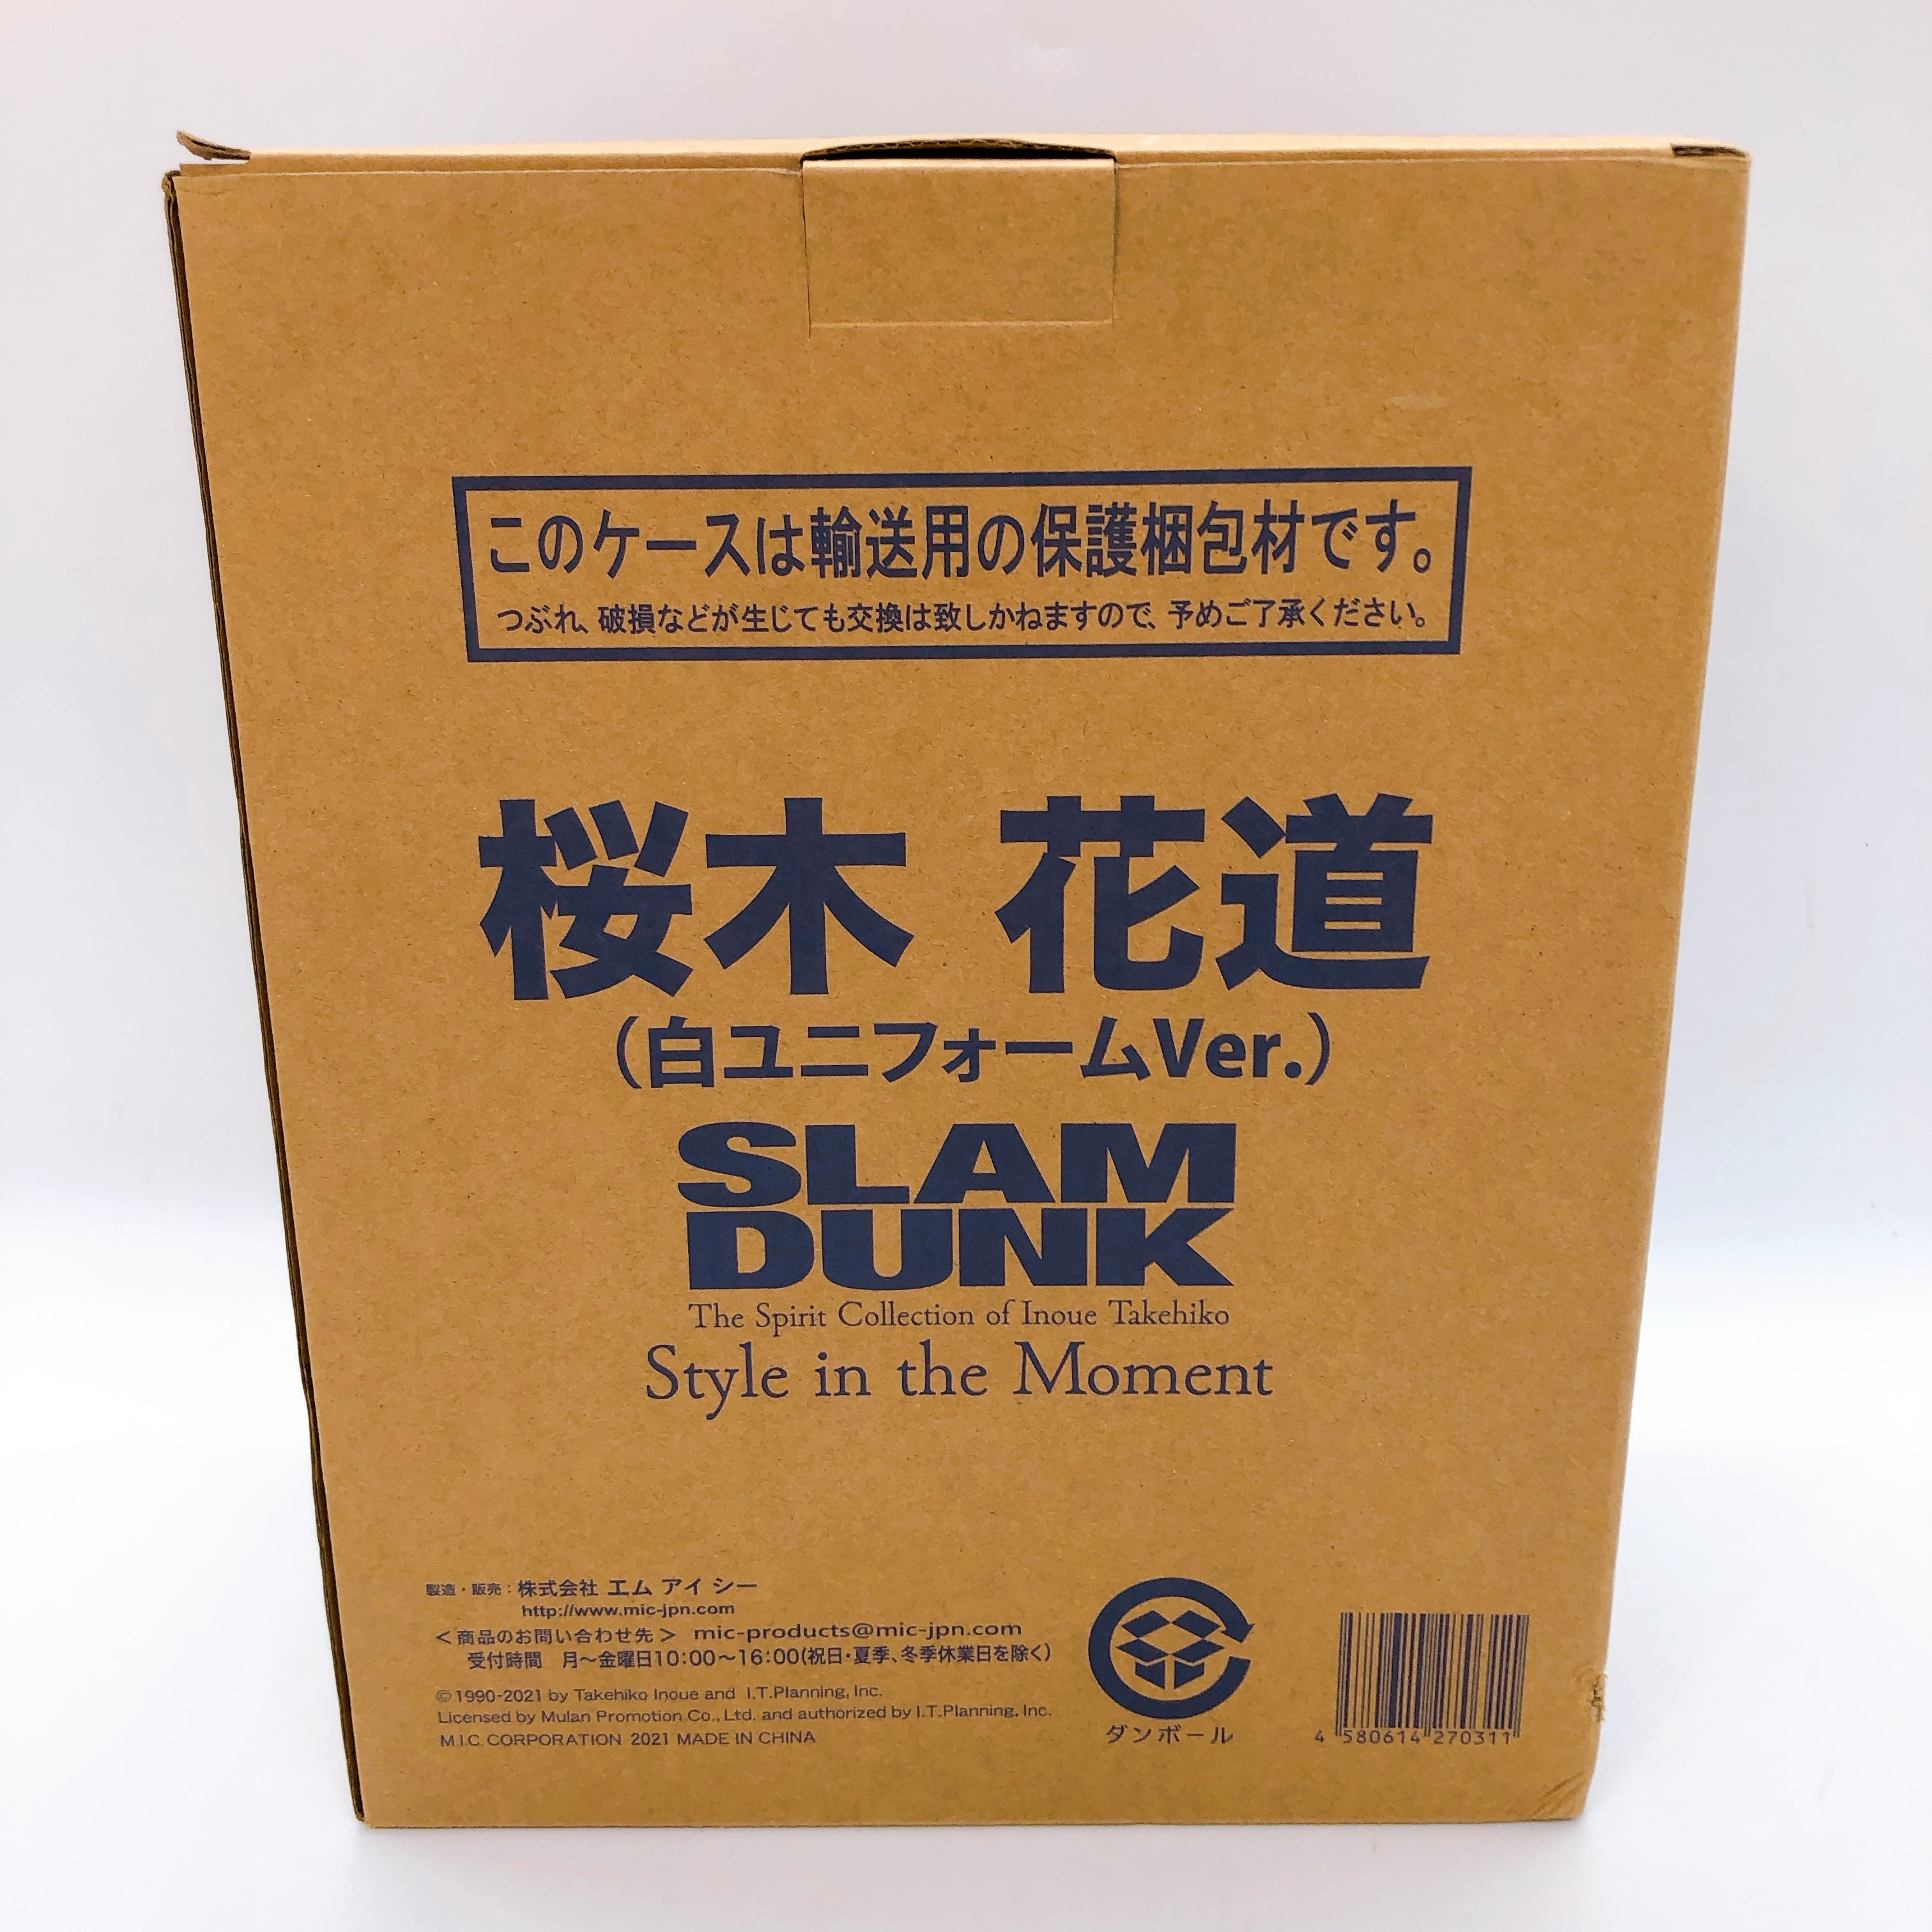 このケースは輸送用の保護梱包材です。
つぶれ、破損などが生じても交換は致しかねますので、予めご了承ください。
桜木 花道
（白ユニフォームVer.）
SLAM
DUNK
The Spirit Collection of Inoue Takehiko
Style in the Moment
製造・販売：株式会社 エム アイ シー
http://www.mic-jpn.com
＜商品のお問い合わせ先＞ mic-products@mic-jpn.com
受付時間　月～金曜日10:00～16:00(祝日・夏季、冬季休業日を除く)
©1990-2021 by Takehiko Inoue and I.T.Planning, Inc.
Licensed by Mulan Promotion Co., Ltd. and authorized by I.T.Planning, Inc.
M.I.C. CORPORATION 2021 MADE IN CHINA
ダンボール
4 580614 270311